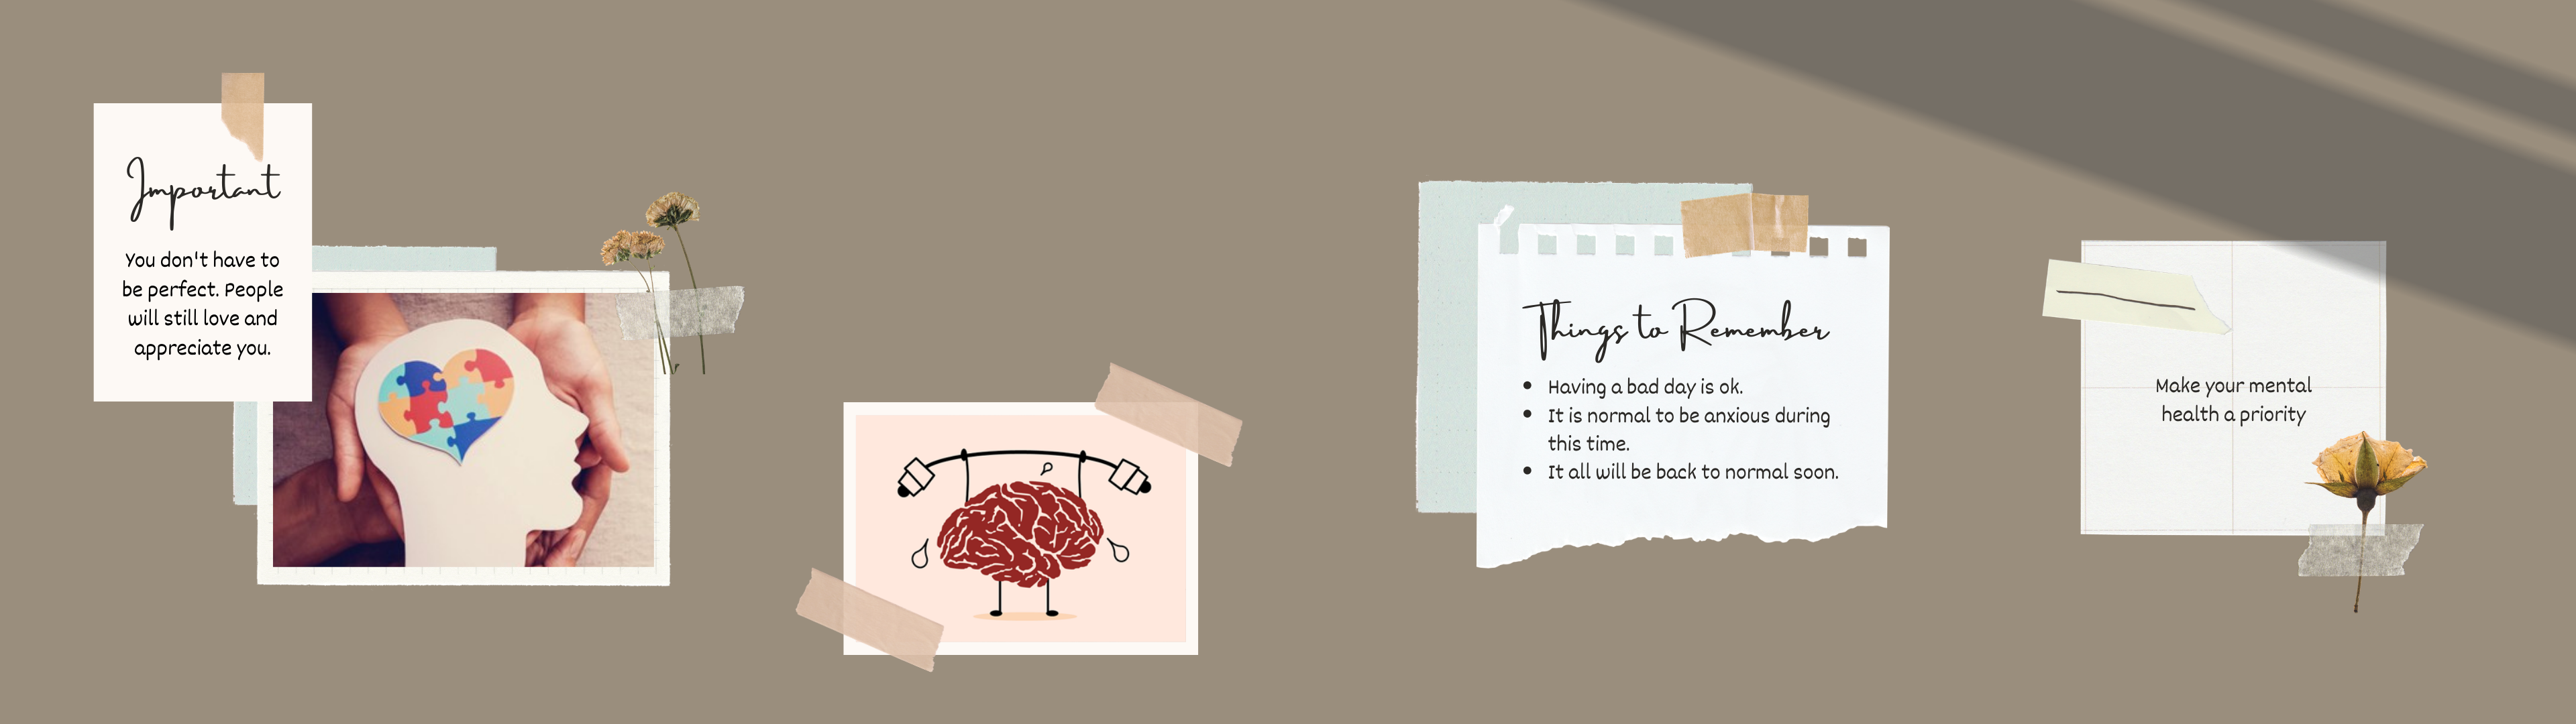 Important
You don't have to
be perfect. People
will still love and
appreciate you.
Things to Remember
• Having a bad day is ok.
• It is normal to be anxious during
this time.
• It all will be back to normal soon.
Make your mental
health a priority